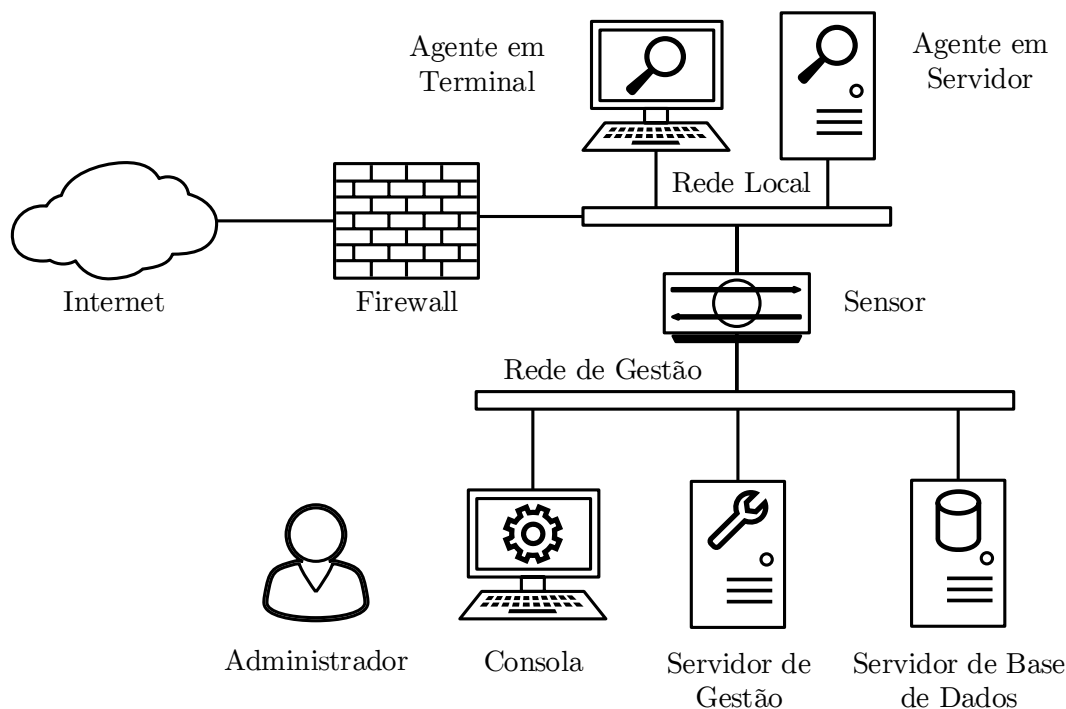 Agente em
Terminal
Agente em
Servidor
Rede Local
Internet
Firewall
Sensor
Rede de Gestão
Administrador
Consola
Servidor de
Gestão
Servidor de Base
de Dados